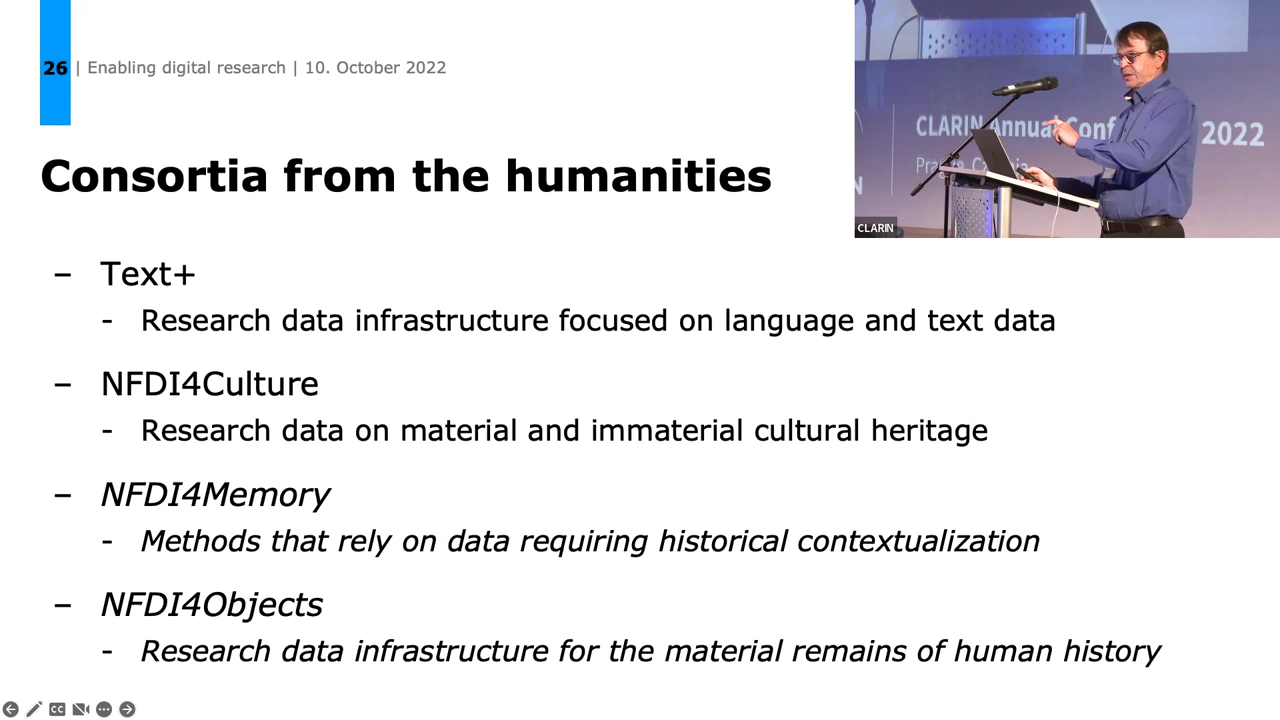 26 | Enabling digital research | 10. October 2022
CLARIN Annual Conf 2022
CLARIN
Consortia from the humanities
– Text+
- Research data infrastructure focused on language and text data
– NFDI4Culture
- Research data on material and immaterial cultural heritage
– NFDI4Memory
- Methods that rely on data requiring historical contextualization
– NFDI4Objects
- Research data infrastructure for the material remains of human history
CC